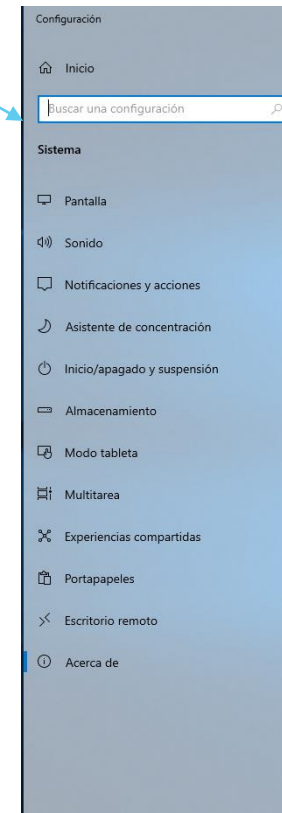 Configuración
Inicio
Buscar una configuración
Sistema
Pantalla
Sonido
Notificaciones y acciones
Asistente de concentración
Inicio/apagado y suspensión
Almacenamiento
Modo tableta
Multitarea
Experiencias compartidas
Portapapeles
Escritorio remoto
Acerca de